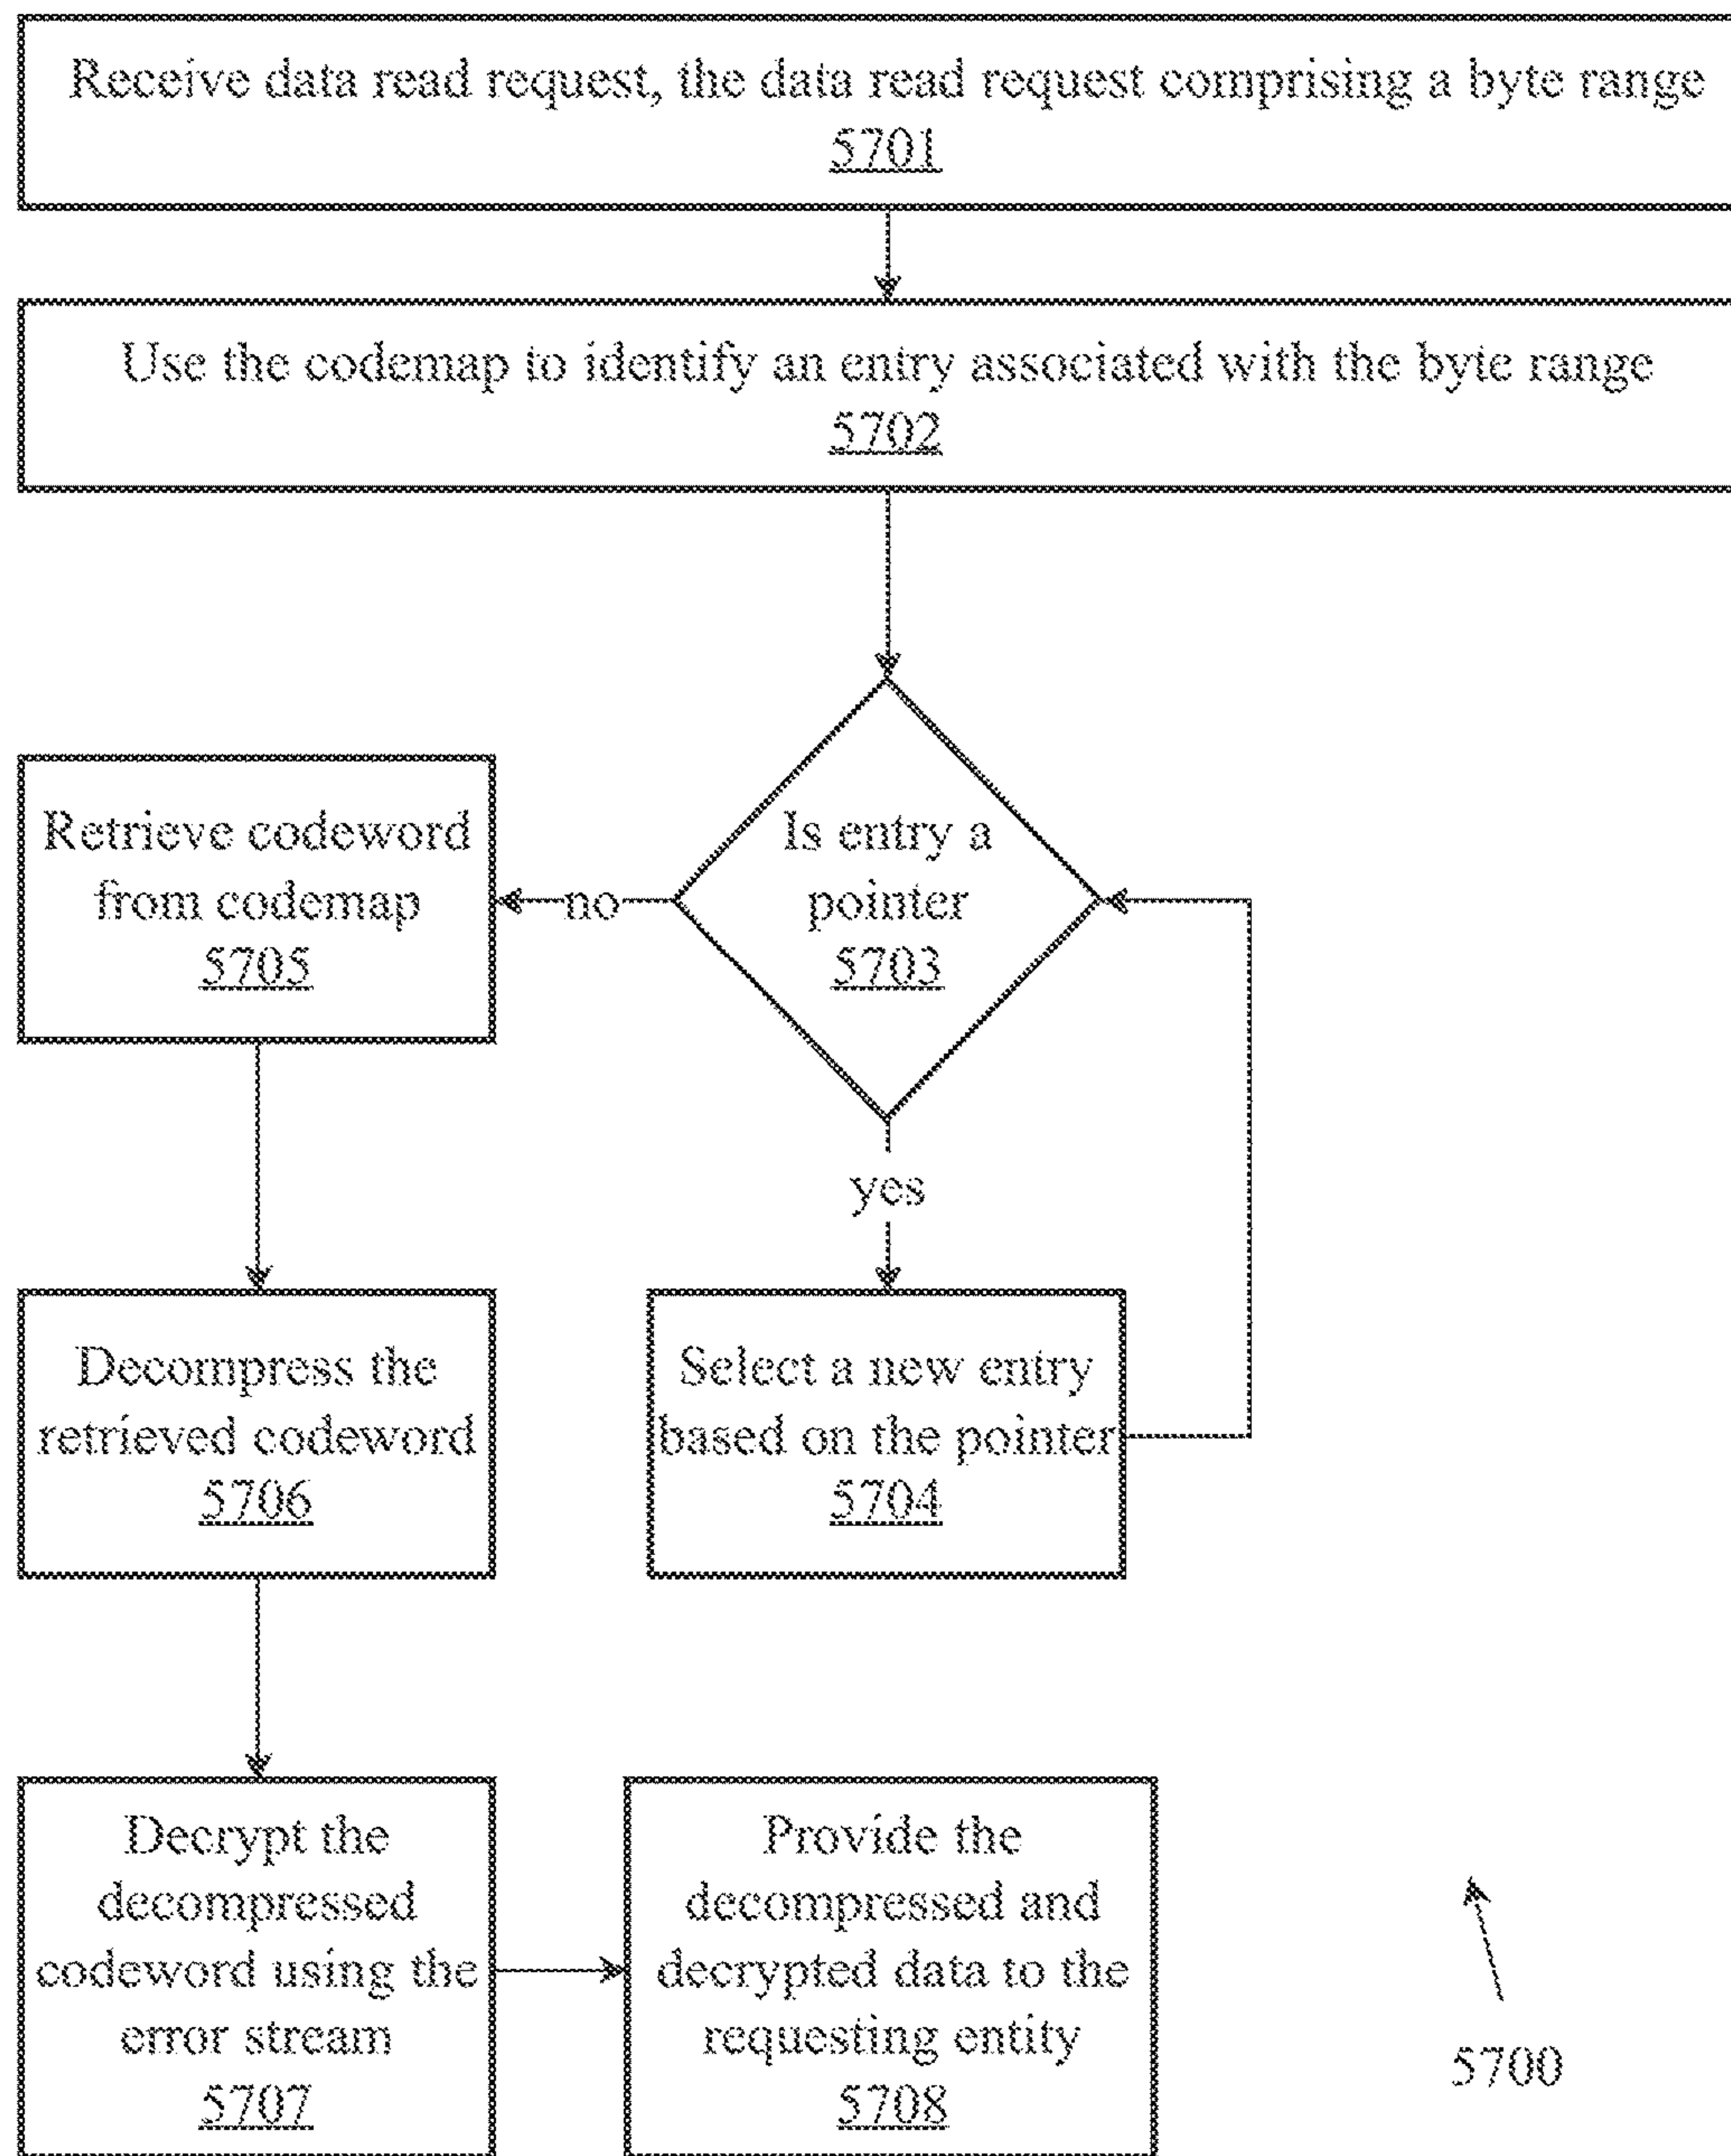 Receive data read request, the data read request comprising a byte range
5701
Use the codemap to identify an entry associated with the byte range
5702
Is entry a
pointer
5703
no
Retrieve codeword
from codemap
5705
yes
Select a new entry
based on the pointer
5704
Decompress the
retrieved codeword
5706
Decrypt the
decompressed
codeword using the
error stream
5707
Provide the
decompressed and
decrypted data to the
requesting entity
5708
5700